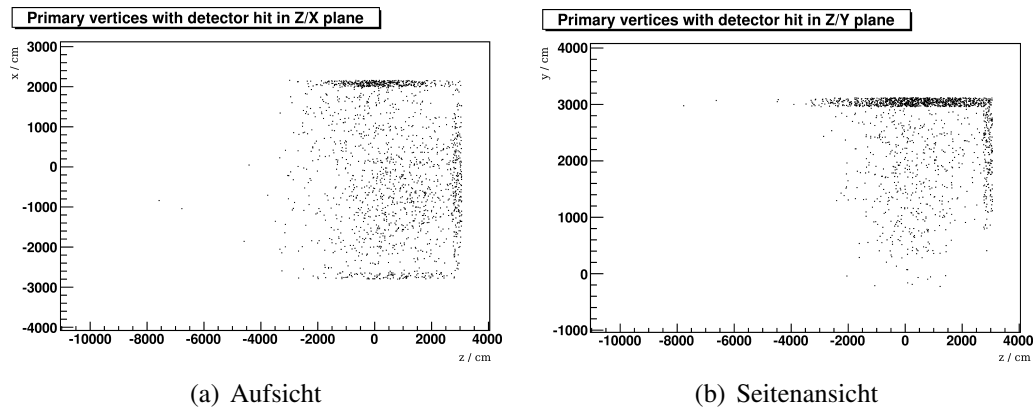 Primary vertices with detector hit in Z/X plane
x / cm
3000
2000
1000
0
-1000
-2000
-3000
-4000
-10000 -8000 -6000 -4000 -2000 0 2000 4000
z / cm
(a) Aufsicht
Primary vertices with detector hit in Z/Y plane
y / cm
4000
3000
2000
1000
0
-1000
-10000 -8000 -6000 -4000 -2000 0 2000 4000
z / cm
(b) Seitenansicht